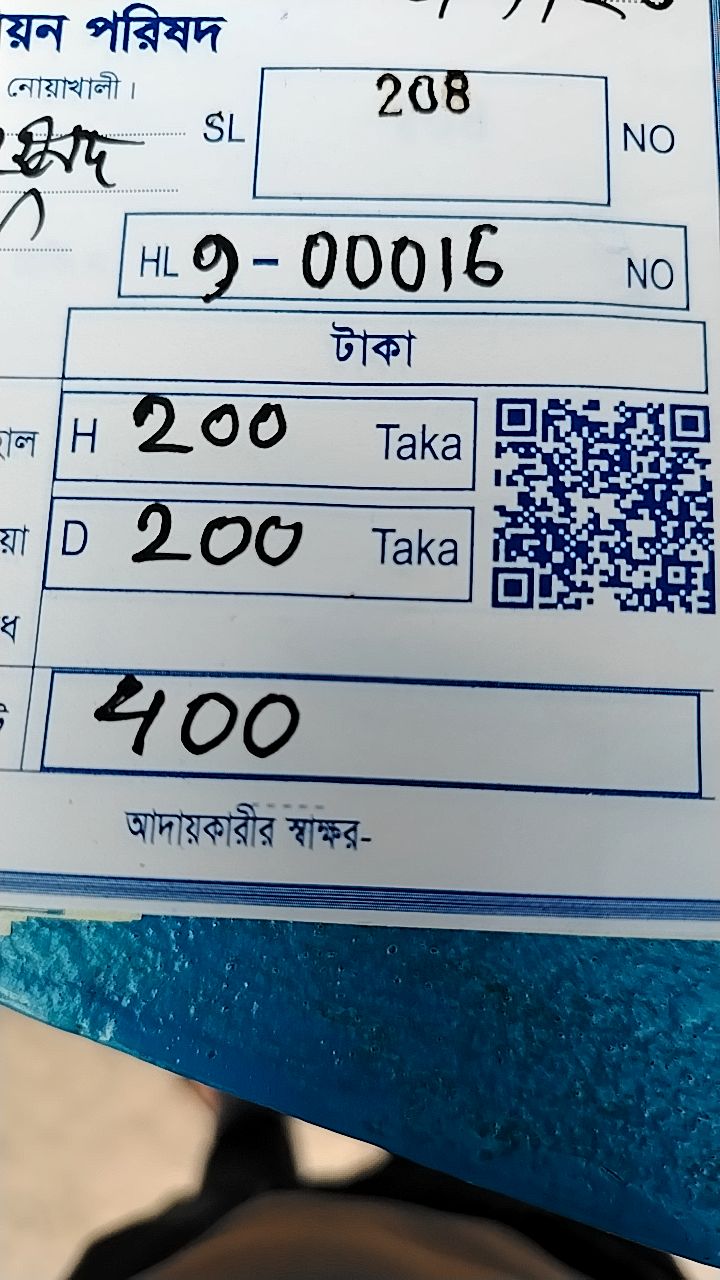 য়ন পরিষদ
নোয়াখালী।
SL 208 NO
HL 9-00016 NO
টাকা
H 200 Taka
D 200 Taka
400
আদায়কারীর স্বাক্ষর-